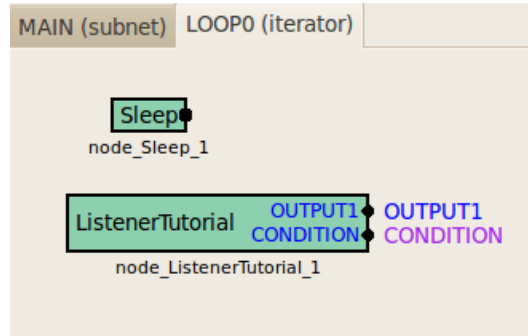 MAIN (subnet) LOOP0 (iterator)
Sleep
node_Sleep_1
ListenerTutorial OUTPUT1 OUTPUT1
CONDITION CONDITION
node_ListenerTutorial_1